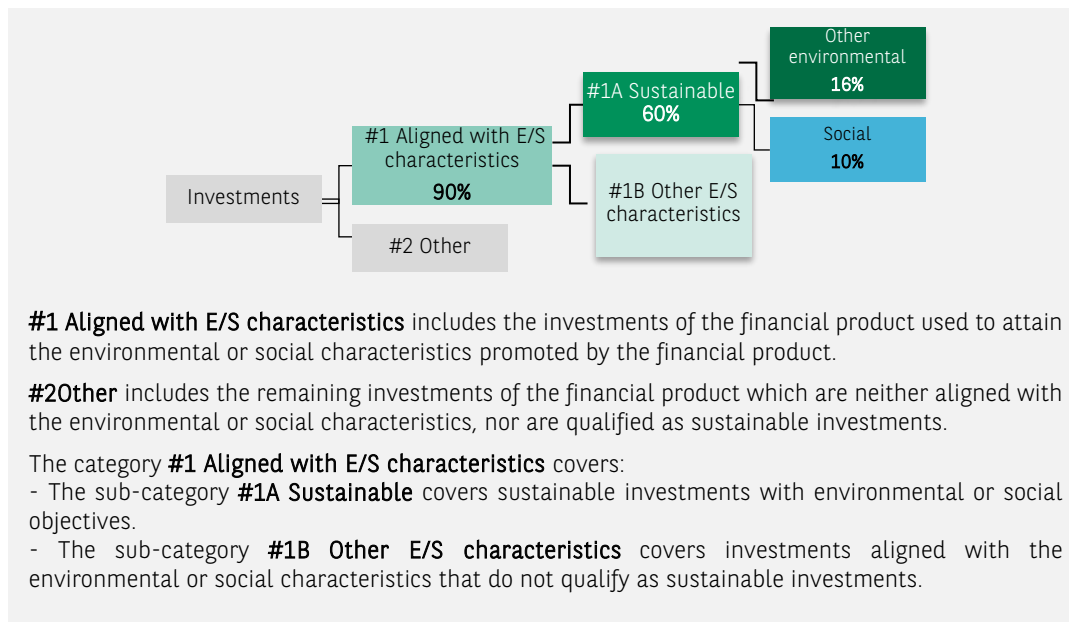 Other
environmental
16%
#1A Sustainable
60%
Social
10%
#1 Aligned with E/S
characteristics
90%
#1B Other E/S
characteristics
Investments
#2 Other
#1 Aligned with E/S characteristics includes the investments of the financial product used to attain
the environmental or social characteristics promoted by the financial product.
#2Other includes the remaining investments of the financial product which are neither aligned with
the environmental or social characteristics, nor are qualified as sustainable investments.
The category #1 Aligned with E/S characteristics covers:
- The sub-category #1A Sustainable covers sustainable investments with environmental or social
objectives.
- The sub-category #1B Other E/S characteristics covers investments aligned with the
environmental or social characteristics that do not qualify as sustainable investments.